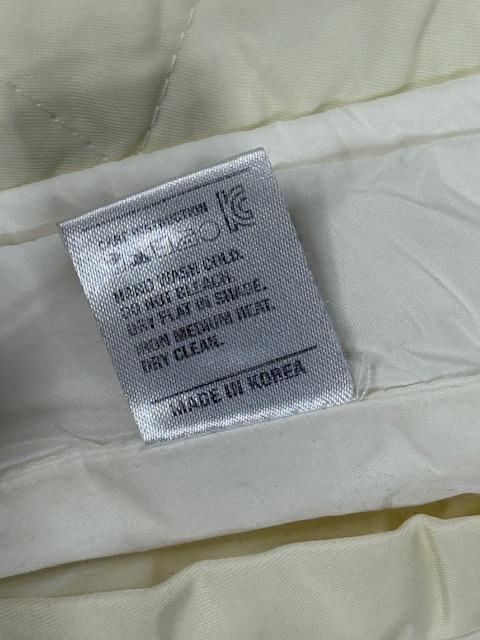 CARE INSTRUCTION
HAND WASH COLD.
DO NOT BLEACH.
DRY FLAT IN SHADE.
IRON MEDIUM HEAT.
DRY CLEAN.
MADE IN KOREA